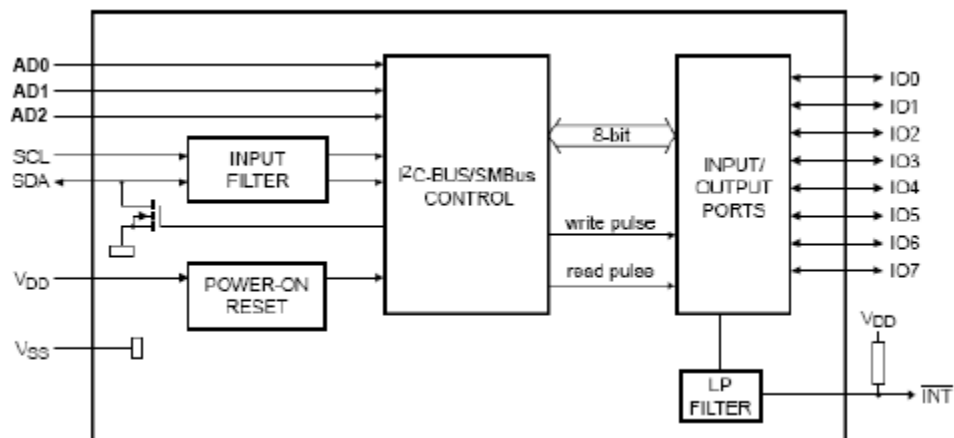 AD0
AD1
AD2
SCL
SDA
VDD
VSS
INPUT
FILTER
POWER-ON
RESET
I²C-BUS/SMBus
CONTROL
8-bit
write pulse
read pulse
INPUT/
OUTPUT
PORTS
LP
FILTER
IO0
IO1
IO2
IO3
IO4
IO5
IO6
IO7
VDD
INT